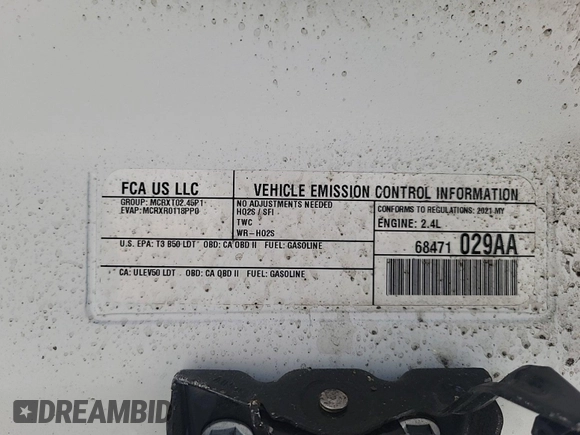 FCA US LLC
GROUP: MCRXT02.45P1
EVAP: MCRXR0118PP0
VEHICLE EMISSION CONTROL INFORMATION
NO ADJUSTMENTS NEEDED
HO2S / SFI
TWC
WR-HO2S
CONFORMS TO REGULATIONS: 2021 MY
ENGINE: 2.4L
68471 029AA
U.S. EPA: T3 B50 LDT OBD: CA OBD II FUEL: GASOLINE
CA: ULEV50 LDT OBD: CA OBD II FUEL: GASOLINE
DREAMBID